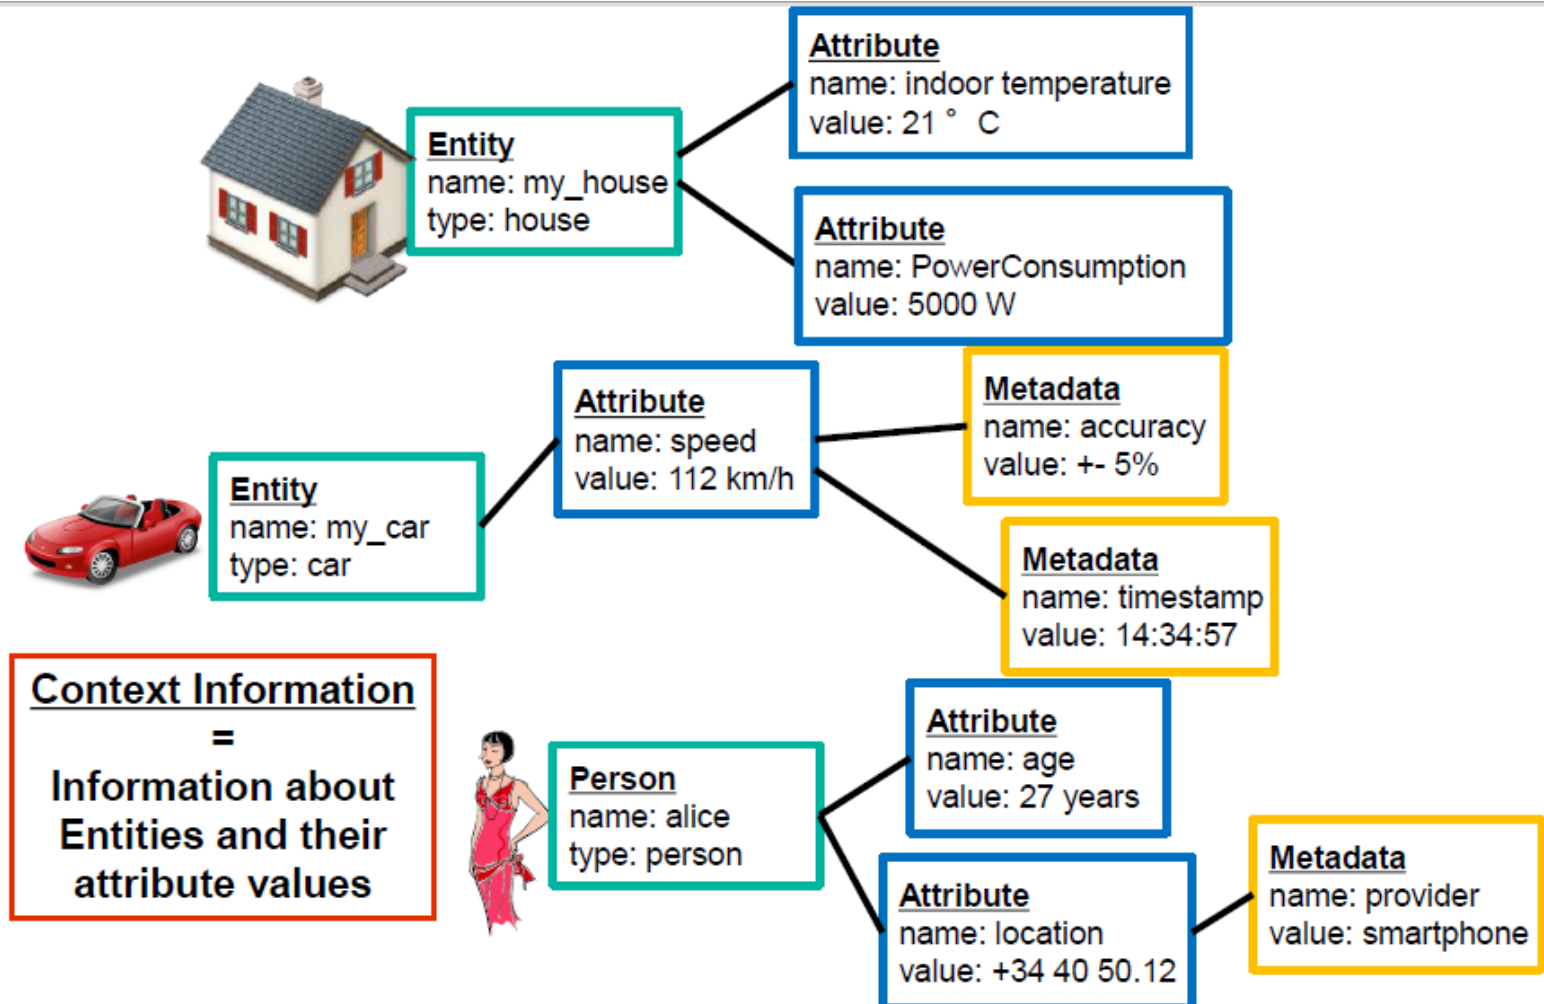 Attribute
name: indoor temperature
value: 21 ° C
Entity
name: my_house
type: house
Attribute
name: PowerConsumption
value: 5000 W
Attribute
name: speed
value: 112 km/h
Metadata
name: accuracy
value: +- 5%
Entity
name: my_car
type: car
Metadata
name: timestamp
value: 14:34:57
Context Information
=
Information about
Entities and their
attribute values
Person
name: alice
type: person
Attribute
name: age
value: 27 years
Attribute
name: location
value: +34 40 50.12
Metadata
name: provider
value: smartphone